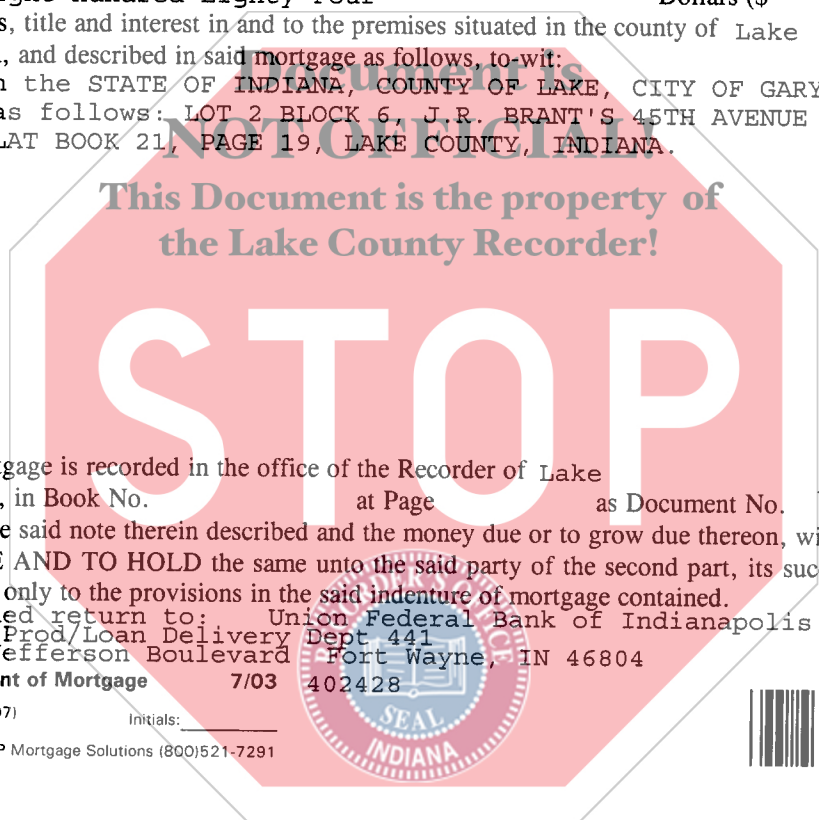 Dollars ($
s, title and interest in and to the premises situated in the county of Lake
., and described in said mortgage as follows, to-wit:
n the STATE OF INDIANA, COUNTY OF LAKE, CITY OF GARY
as follows: LOT 2 BLOCK 6, J.R. BRANT'S 45TH AVENUE
LAT BOOK 21, PAGE 19, LAKE COUNTY, INDIANA.
Document is
NOT OFFICIAL!
This Document is the property of
the Lake County Recorder!
STOP
gage is recorded in the office of the Recorder of Lake
, in Book No. at Page as Document No.
e said note therein described and the money due or to grow due thereon, wi
E AND TO HOLD the same unto the said party of the second part, its suc
only to the provisions in the said indenture of mortgage contained.
ed return to: Union Federal Bank of Indianapolis
Prod/Loan Delivery Dept 441
efferson Boulevard Fort Wayne, IN 46804
nt of Mortgage 7/03 402428
97) Initials:
P Mortgage Solutions (800)521-7291
RECORDER'S OFFICE
SEAL
INDIANA